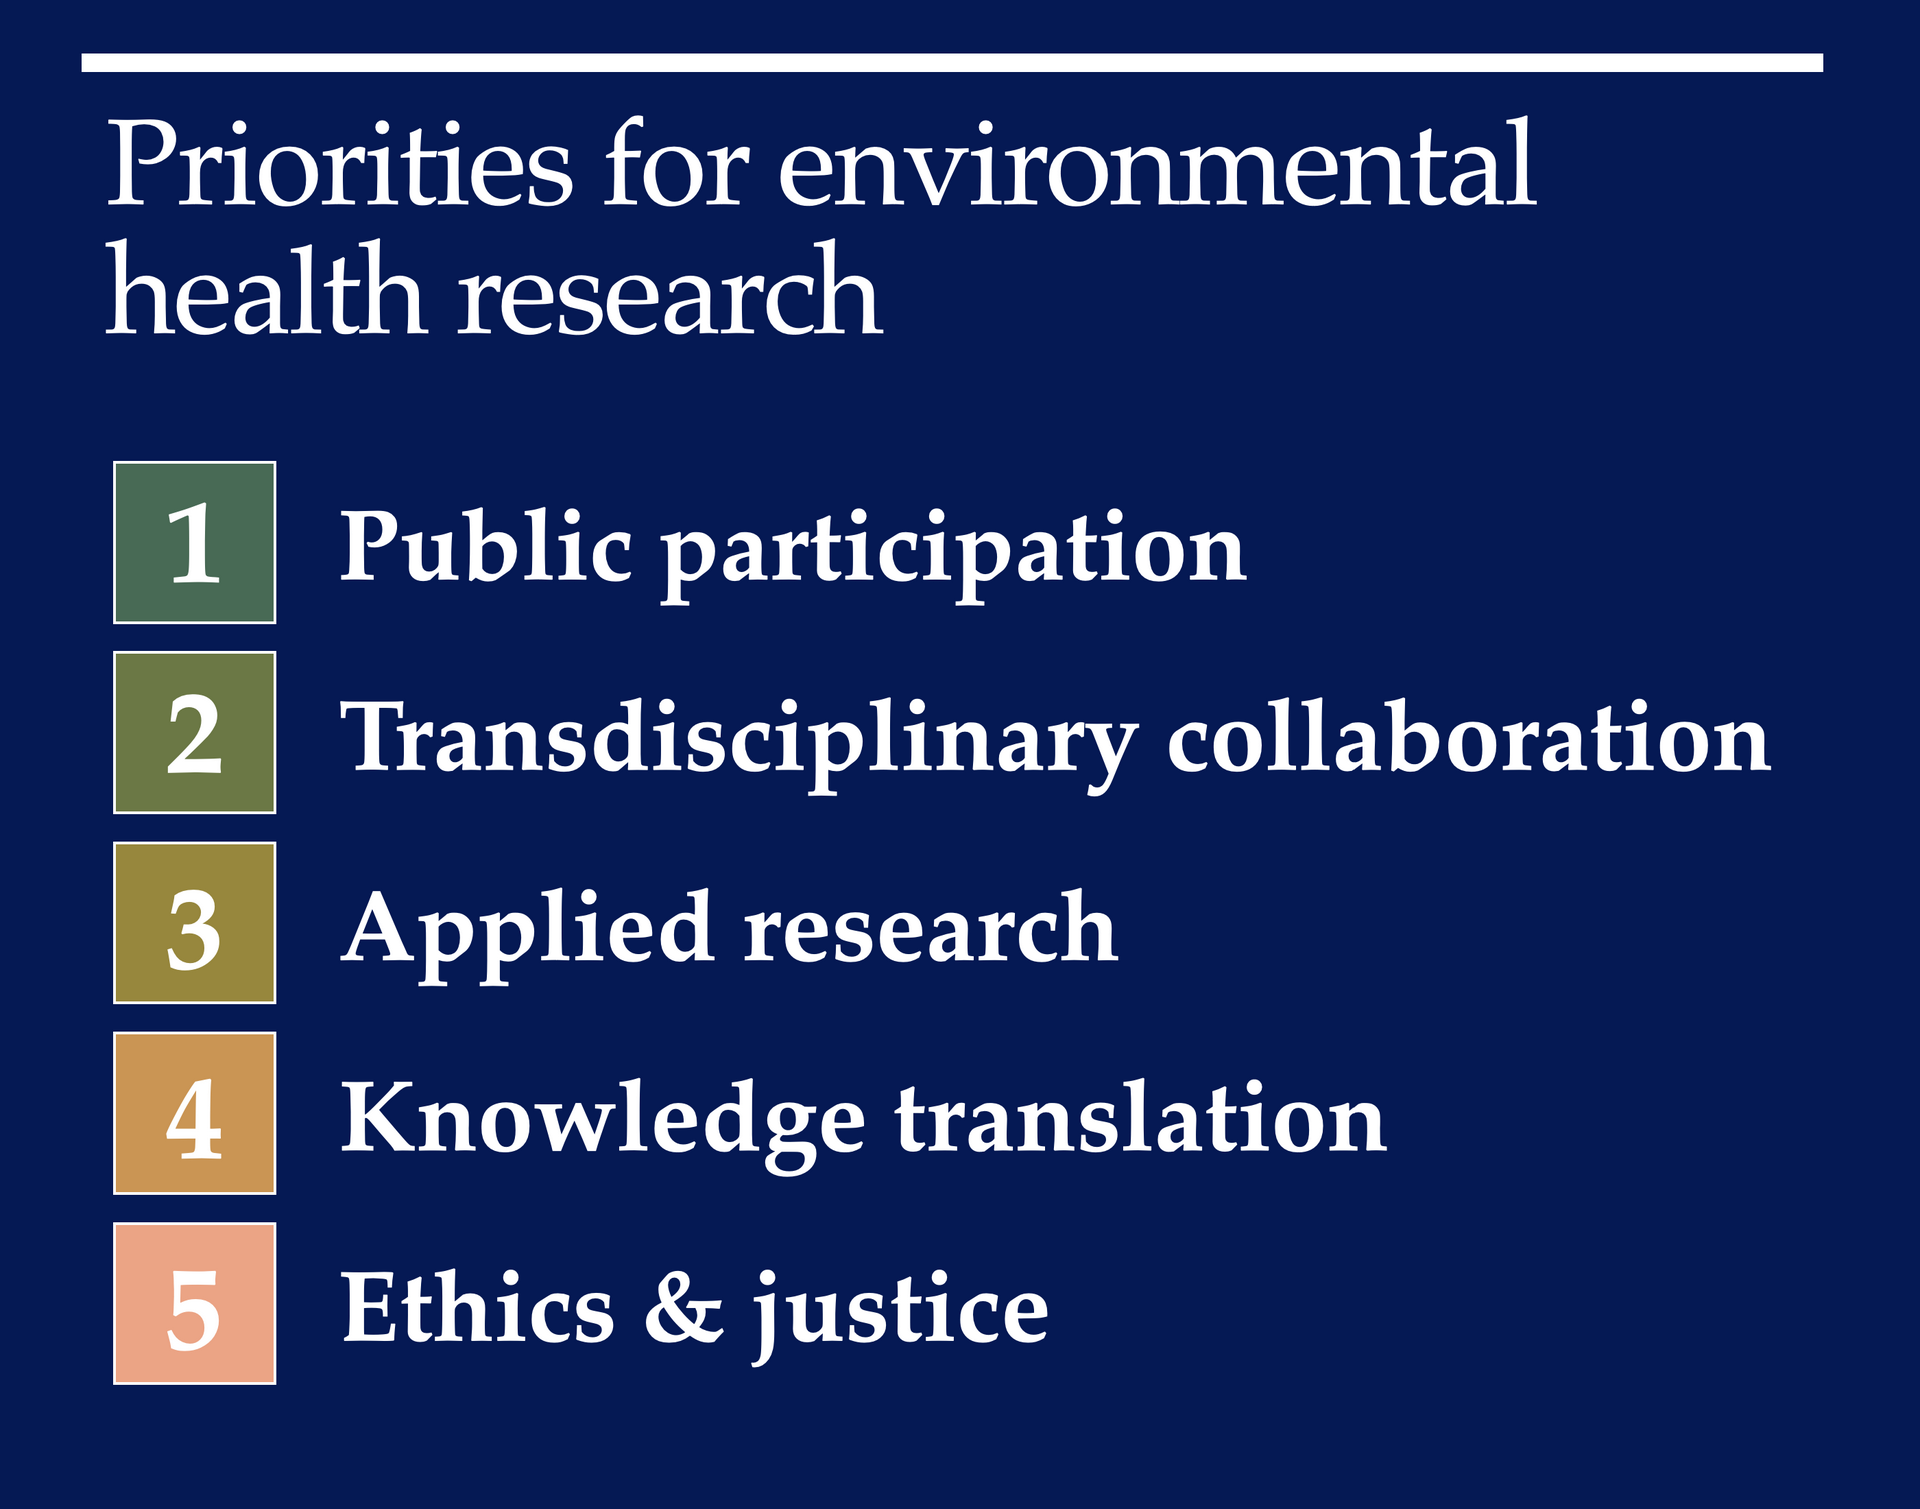 Priorities for environmental
health research
1 Public participation
2 Transdisciplinary collaboration
3 Applied research
4 Knowledge translation
5 Ethics & justice